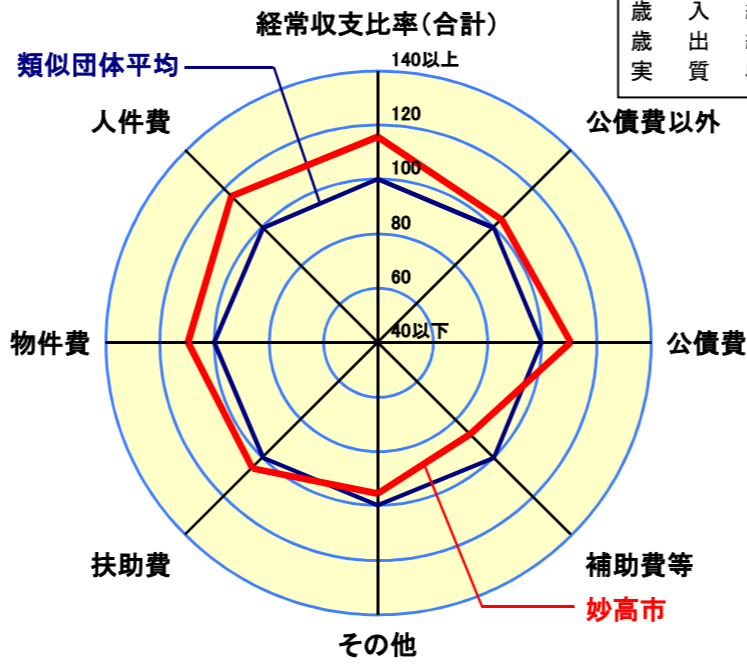 経常収支比率(合計)
歳 入
歳 出
実 質
類似団体平均
140以上
人件費
120
公債費以外
100
80
60
物件費
40以下
公債費
扶助費
補助費等
妙高市
その他